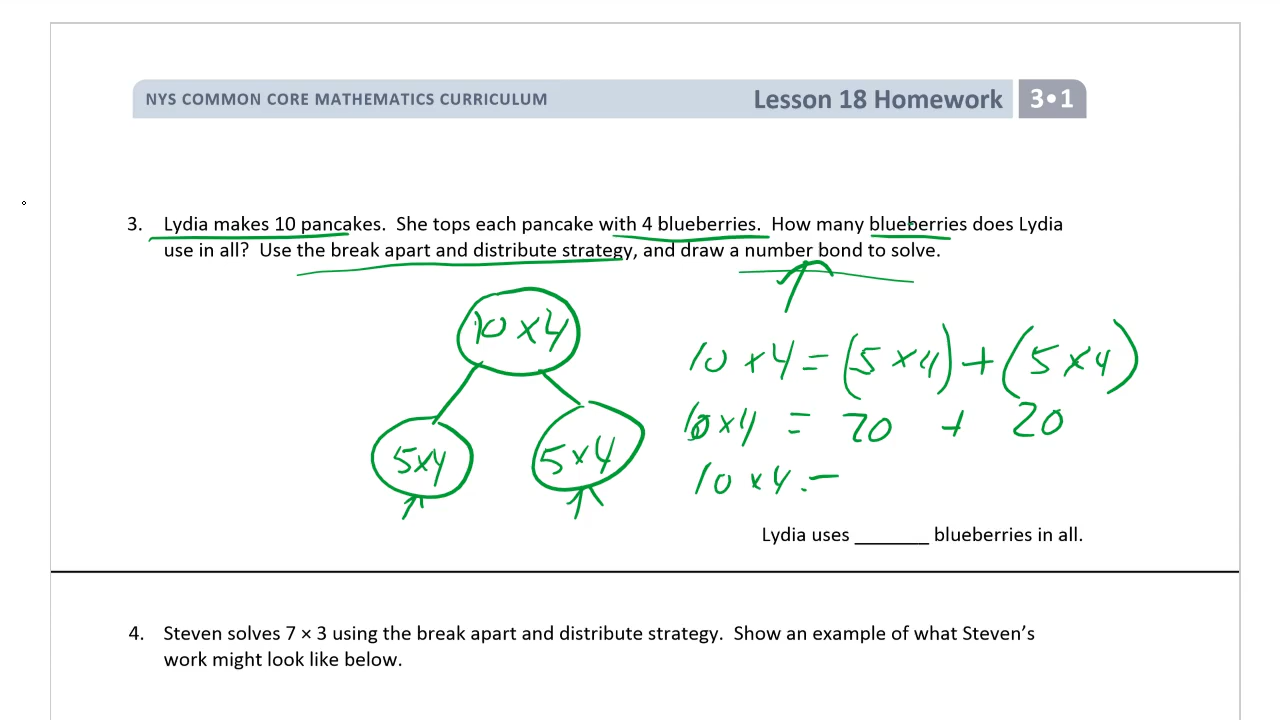 NYS COMMON CORE MATHEMATICS CURRICULUM Lesson 18 Homework 3•1
3. Lydia makes 10 pancakes. She tops each pancake with 4 blueberries. How many blueberries does Lydia
use in all? Use the break apart and distribute strategy, and draw a number bond to solve.
10 x 4
5x4 5 x 4
10 x 4 = (5 x 4) + (5 x 4)
10 x 4 = 20 + 20
10 x 4 =
Lydia uses _______ blueberries in all.
4. Steven solves 7 × 3 using the break apart and distribute strategy. Show an example of what Steven’s
work might look like below.